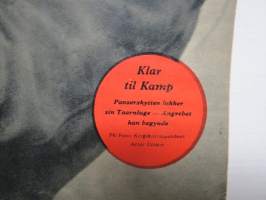 Klar
til Kamp
Panserskytten lukker
sin Taarnluge — Angrebet
kan begynde